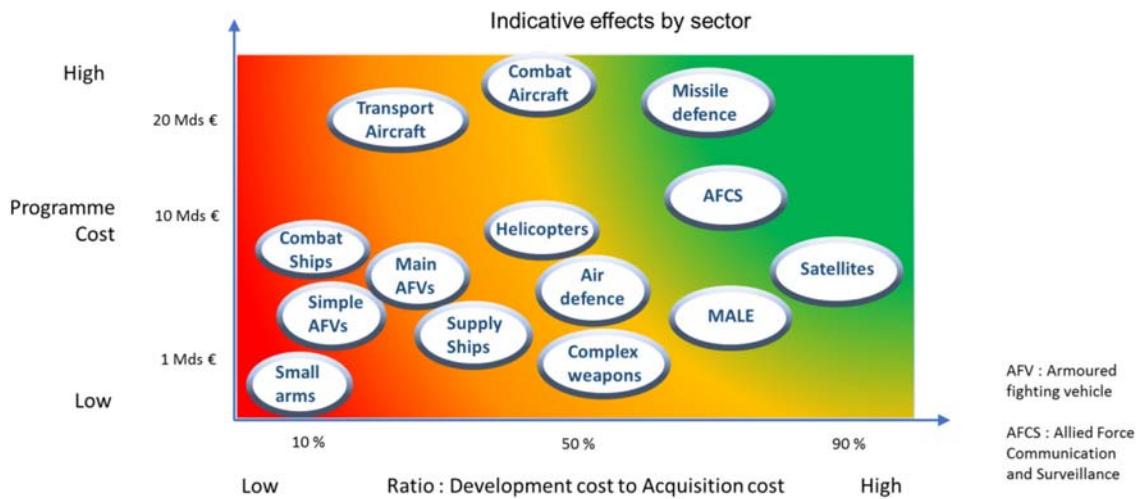 Indicative effects by sector
High
20 Mds €
Programme
Cost
10 Mds €
1 Mds €
Low
Combat
Aircraft
Missile
defence
Transport
Aircraft
AFCS
Helicopters
Combat
Ships
Main
AFVs
Air
defence
Satellites
Simple
AFVs
Supply
Ships
MALE
Complex
weapons
Small
arms
10 %
50 %
90 %
Low
Ratio : Development cost to Acquisition cost
High
AFV : Armoured
fighting vehicle
AFCS : Allied Force
Communication
and Surveillance